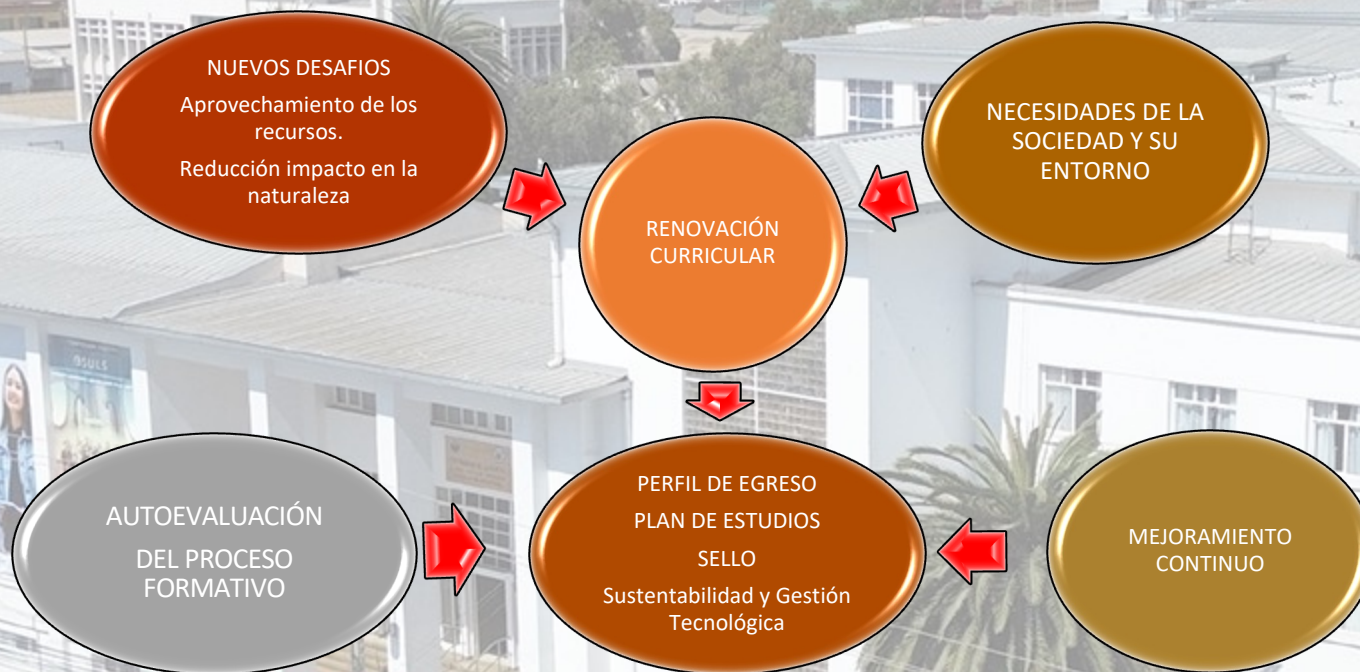 NUEVOS DESAFIOS
Aprovechamiento de los
recursos.
Reducción impacto en la
naturaleza
NECESIDADES DE LA
SOCIEDAD Y SU
ENTORNO
RENOVACIÓN
CURRICULAR
AUTOEVALUACIÓN
DEL PROCESO
FORMATIVO
PERFIL DE EGRESO
PLAN DE ESTUDIOS
SELLO
Sustentabilidad y Gestión
Tecnológica
MEJORAMIENTO
CONTINUO